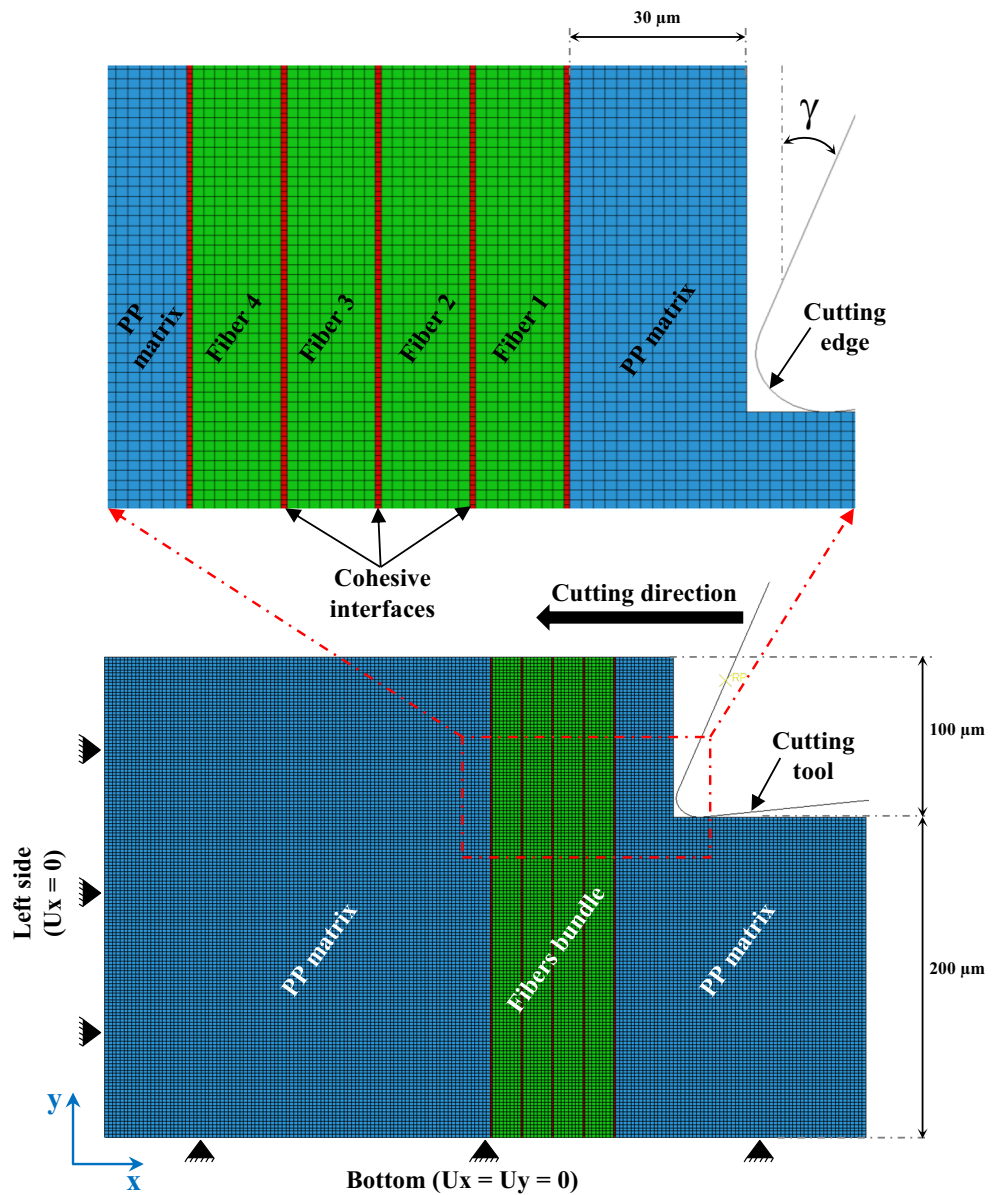 30 µm
γ
PP
matrix
Fiber 4
Fiber 3
Fiber 2
Fiber 1
PP matrix
Cutting
edge
Cohesive
interfaces
Cutting direction
RP
100 µm
Cutting
tool
Left side
(Ux = 0)
PP matrix
Fibers bundle
PP matrix
200 µm
y
x
Bottom (Ux = Uy = 0)